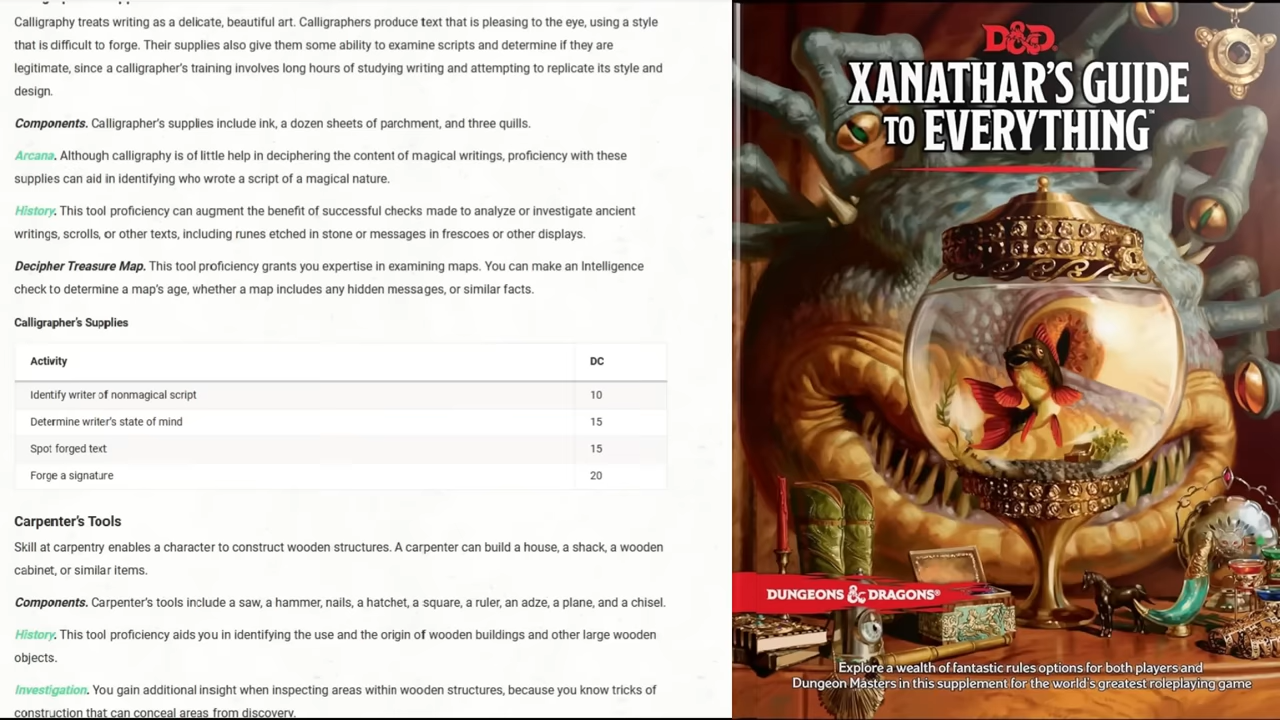 Calligraphy treats writing as a delicate, beautiful art. Calligraphers produce text that is pleasing to the eye, using a style
that is difficult to forge. Their supplies also give them some ability to examine scripts and determine if they are
legitimate, since a calligrapher's training involves long hours of studying writing and attempting to replicate its style and
design.
Components. Calligrapher's supplies include ink, a dozen sheets of parchment, and three quills.
Arcana. Although calligraphy is of little help in deciphering the content of magical writings, proficiency with these
supplies can aid in identifying who wrote a script of a magical nature.
History. This tool proficiency can augment the benefit of successful checks made to analyze or investigate ancient
writings, scrolls, or other texts, including runes etched in stone or messages in frescoes or other displays.
Decipher Treasure Map. This tool proficiency grants you expertise in examining maps. You can make an Intelligence
check to determine a map's age, whether a map includes any hidden messages, or similar facts.
Calligrapher's Supplies
Activity DC
Identify writer of nonmagical script 10
Determine writer's state of mind 15
Spot forged text 15
Forge a signature 20
Carpenter's Tools
Skill at carpentry enables a character to construct wooden structures. A carpenter can build a house, a shack, a wooden
cabinet, or similar items.
Components. Carpenter's tools include a saw, a hammer, nails, a hatchet, a square, a ruler, an adze, a plane, and a chisel.
History. This tool proficiency aids you in identifying the use and the origin of wooden buildings and other large wooden
objects.
Investigation. You gain additional insight when inspecting areas within wooden structures, because you know tricks of
construction that can conceal areas from discovery.
D&D®
XANATHAR'S GUIDE
TO EVERYTHING™
DUNGEONS & DRAGONS®
Explore a wealth of fantastic rules options for both players and
Dungeon Masters in this supplement for the world's greatest roleplaying game